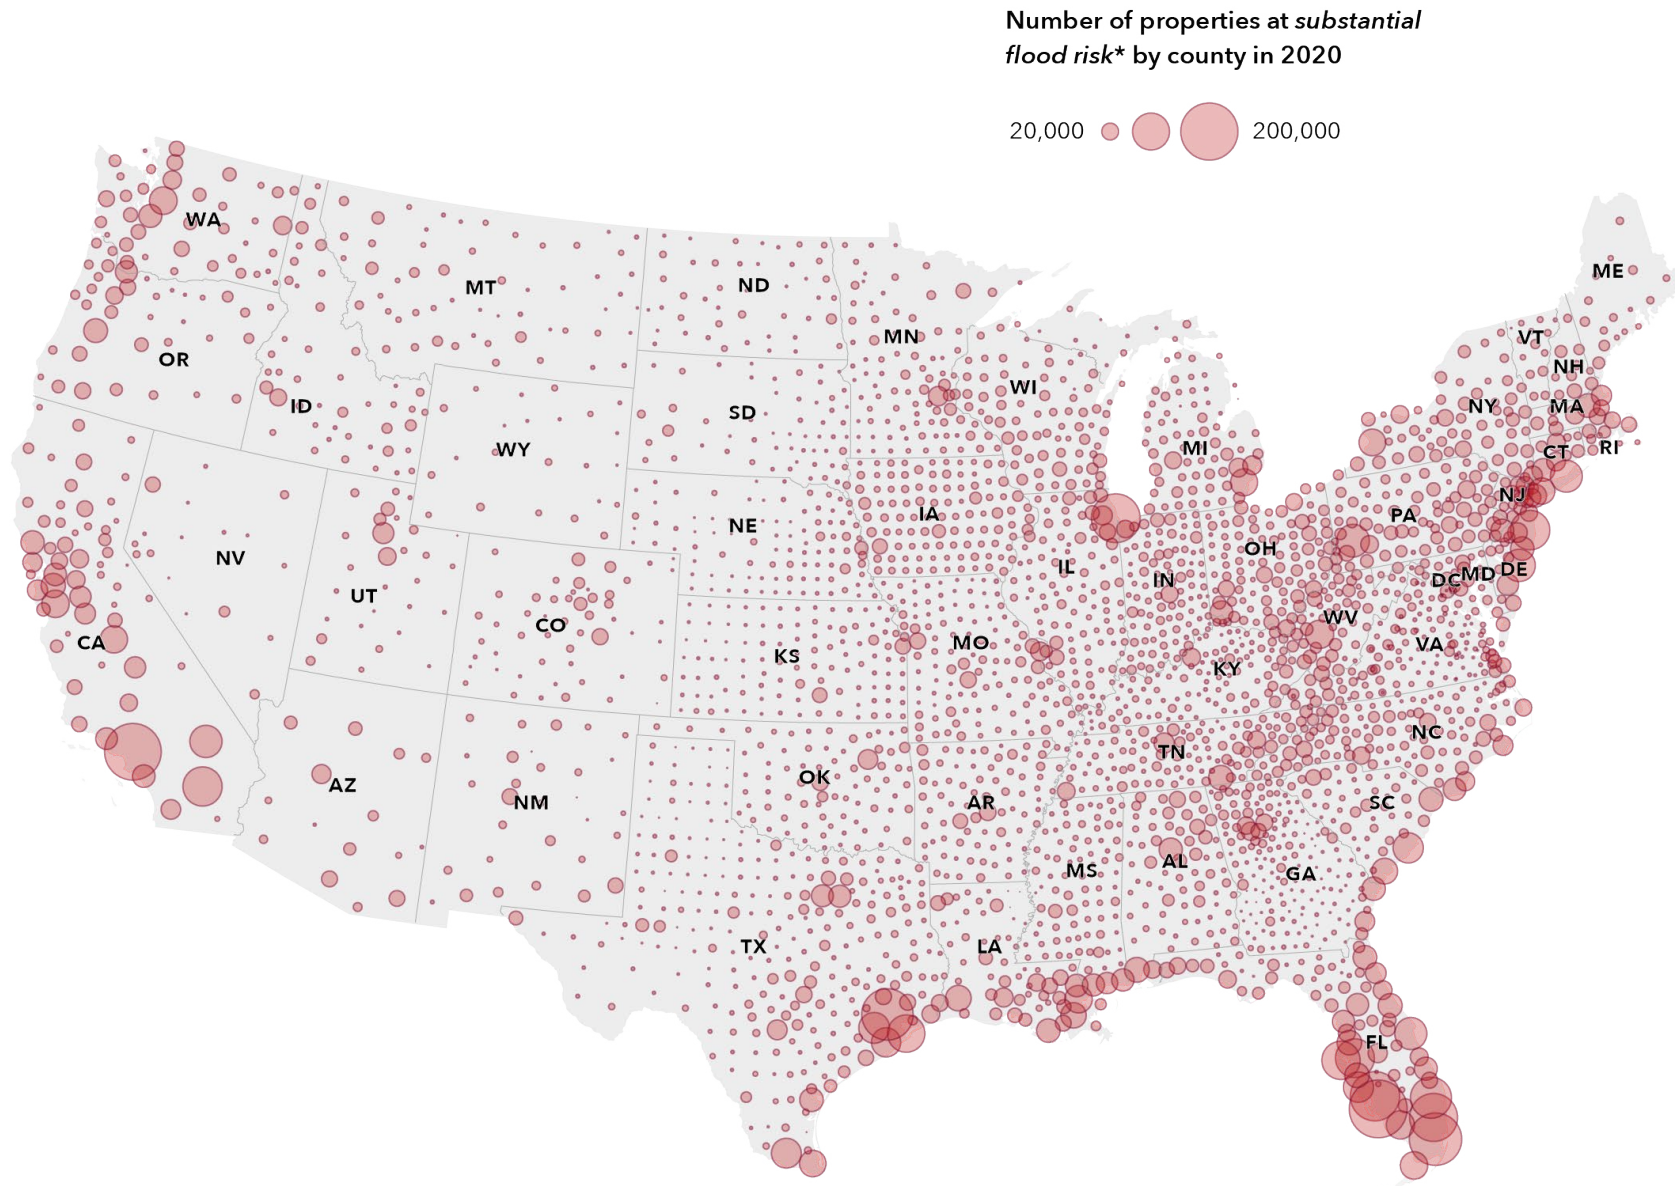 Number of properties at substantial
flood risk* by county in 2020
20,000 200,000
WA
ME
MT
ND
MN
VT
OR
NH
WI
ID
SD
NY
MA
WY
MI
CT
RI
NJ
IA
PA
NE
OH
NV
IL
IN
DC
MD
DE
UT
CO
WV
CA
MO
VA
KS
KY
NC
TN
OK
AZ
NM
AR
SC
MS
AL
GA
TX
LA
FL